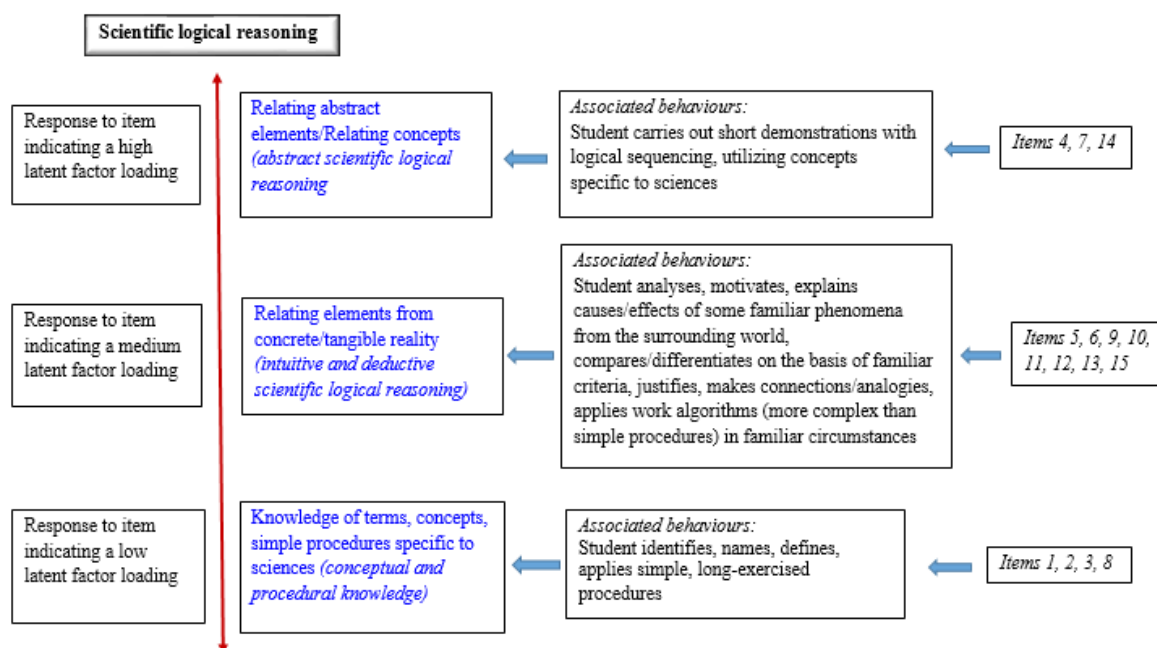 Scientific logical reasoning
Response to item
indicating a high
latent factor loading
Relating abstract
elements/Relating concepts
(abstract scientific logical
reasoning
Associated behaviours:
Student carries out short demonstrations with
logical sequencing, utilizing concepts
specific to sciences
Items 4, 7, 14
Response to item
indicating a medium
latent factor loading
Relating elements from
concrete/tangible reality
(intuitive and deductive
scientific logical reasoning)
Associated behaviours:
Student analyses, motivates, explains
causes/effects of some familiar phenomena
from the surrounding world,
compares/differentiates on the basis of familiar
criteria, justifies, makes connections/analogies,
applies work algorithms (more complex than
simple procedures) in familiar circumstances
Items 5, 6, 9, 10,
11, 12, 13, 15
Response to item
indicating a low
latent factor loading
Knowledge of terms, concepts,
simple procedures specific to
sciences (conceptual and
procedural knowledge)
Associated behaviours:
Student identifies, names, defines,
applies simple, long-exercised
procedures
Items 1, 2, 3, 8